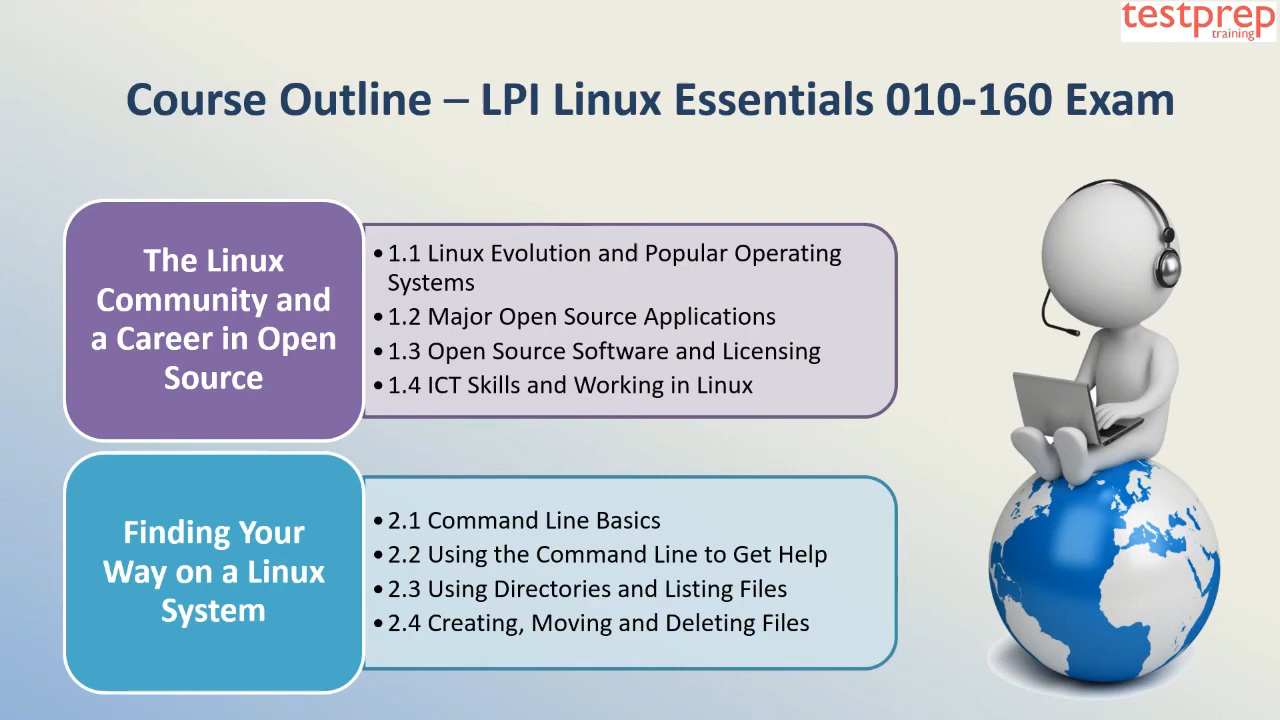 testprep
training
Course Outline – LPI Linux Essentials 010-160 Exam
The Linux
Community and
a Career in Open
Source
•1.1 Linux Evolution and Popular Operating
Systems
•1.2 Major Open Source Applications
•1.3 Open Source Software and Licensing
•1.4 ICT Skills and Working in Linux
Finding Your
Way on a Linux
System
•2.1 Command Line Basics
•2.2 Using the Command Line to Get Help
•2.3 Using Directories and Listing Files
•2.4 Creating, Moving and Deleting Files